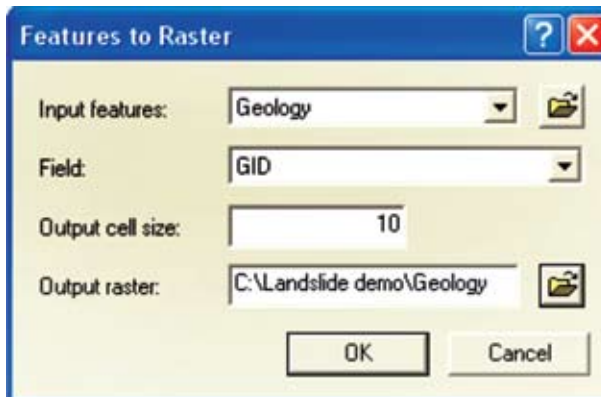 Features to Raster
Input features: Geology
Field: GID
Output cell size: 10
Output raster: C:\Landslide demo\Geology
OK Cancel